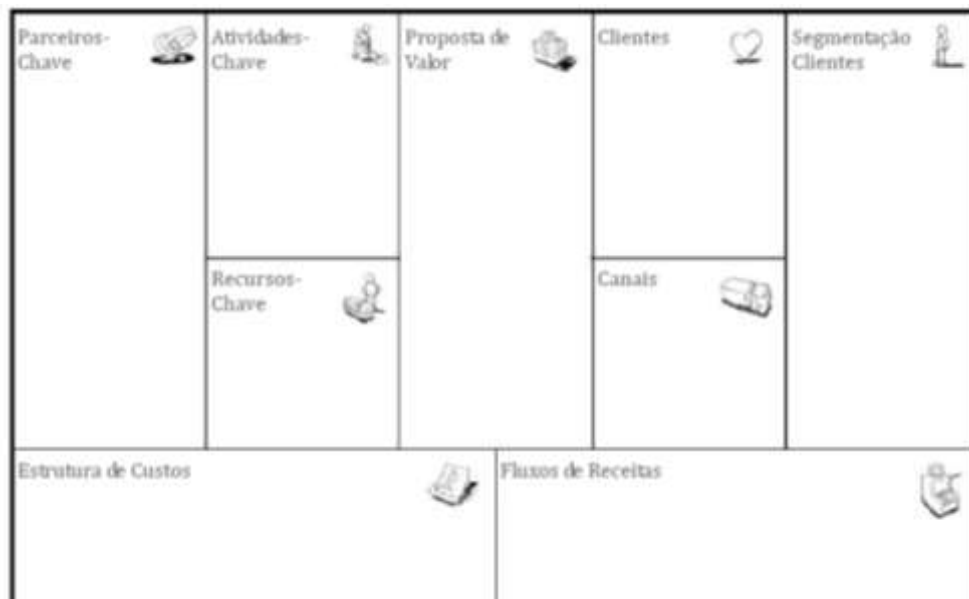 Parceiros-
Chave
Atividades-
Chave
Proposta de
Valor
Clientes
Segmentação
Clientes
Recursos-
Chave
Canais
Estrutura de Custos
Fluxos de Receitas